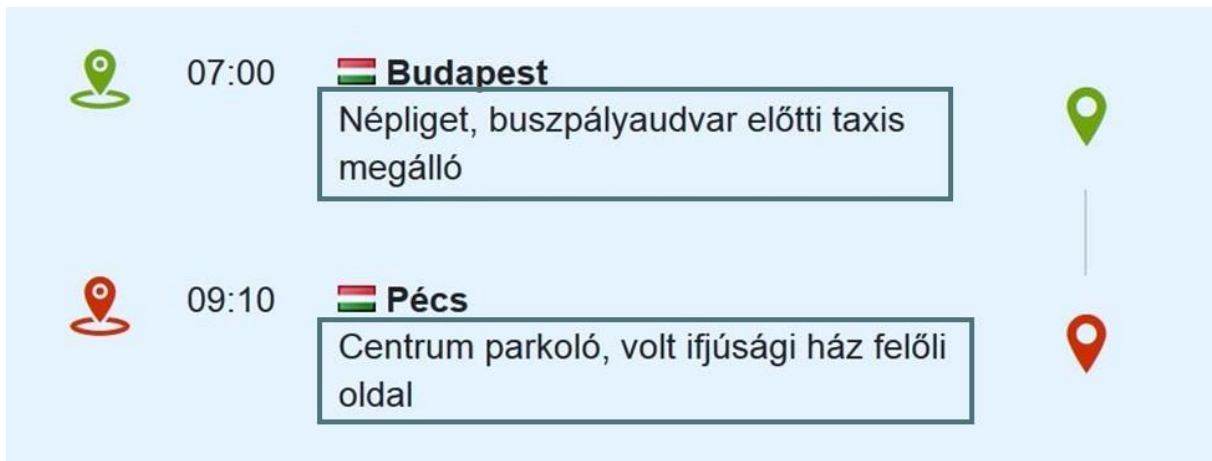 07:00 Budapest
Népliget, buszpályaudvar előtti taxis
megálló
09:10 Pécs
Centrum parkoló, volt ifjúsági ház felőli
oldal